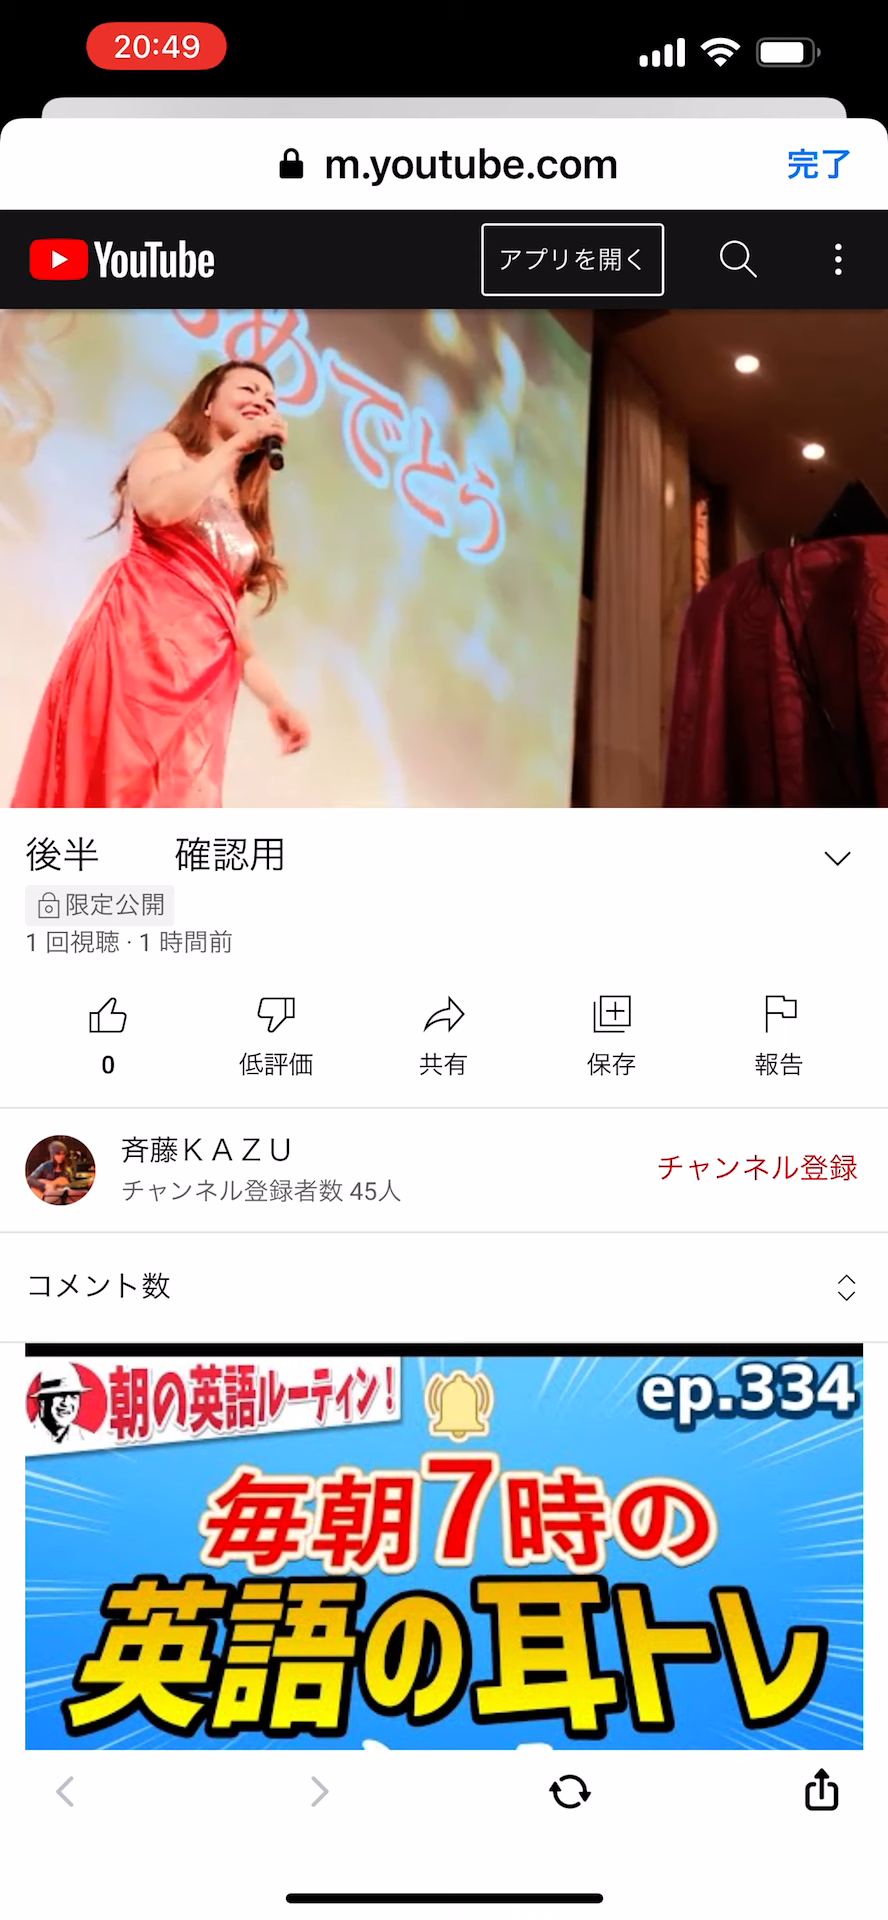 20:49
m.youtube.com
完了
YouTube
アプリを開く
めでとう
後半　　確認用
限定公開
1 回視聴 · 1 時間前
0
低評価
共有
保存
報告
斉藤ＫＡＺＵ
チャンネル登録者数 45人
チャンネル登録
コメント数
朝の英語ルーティン!
ep.334
毎朝7時の
英語の耳トレ